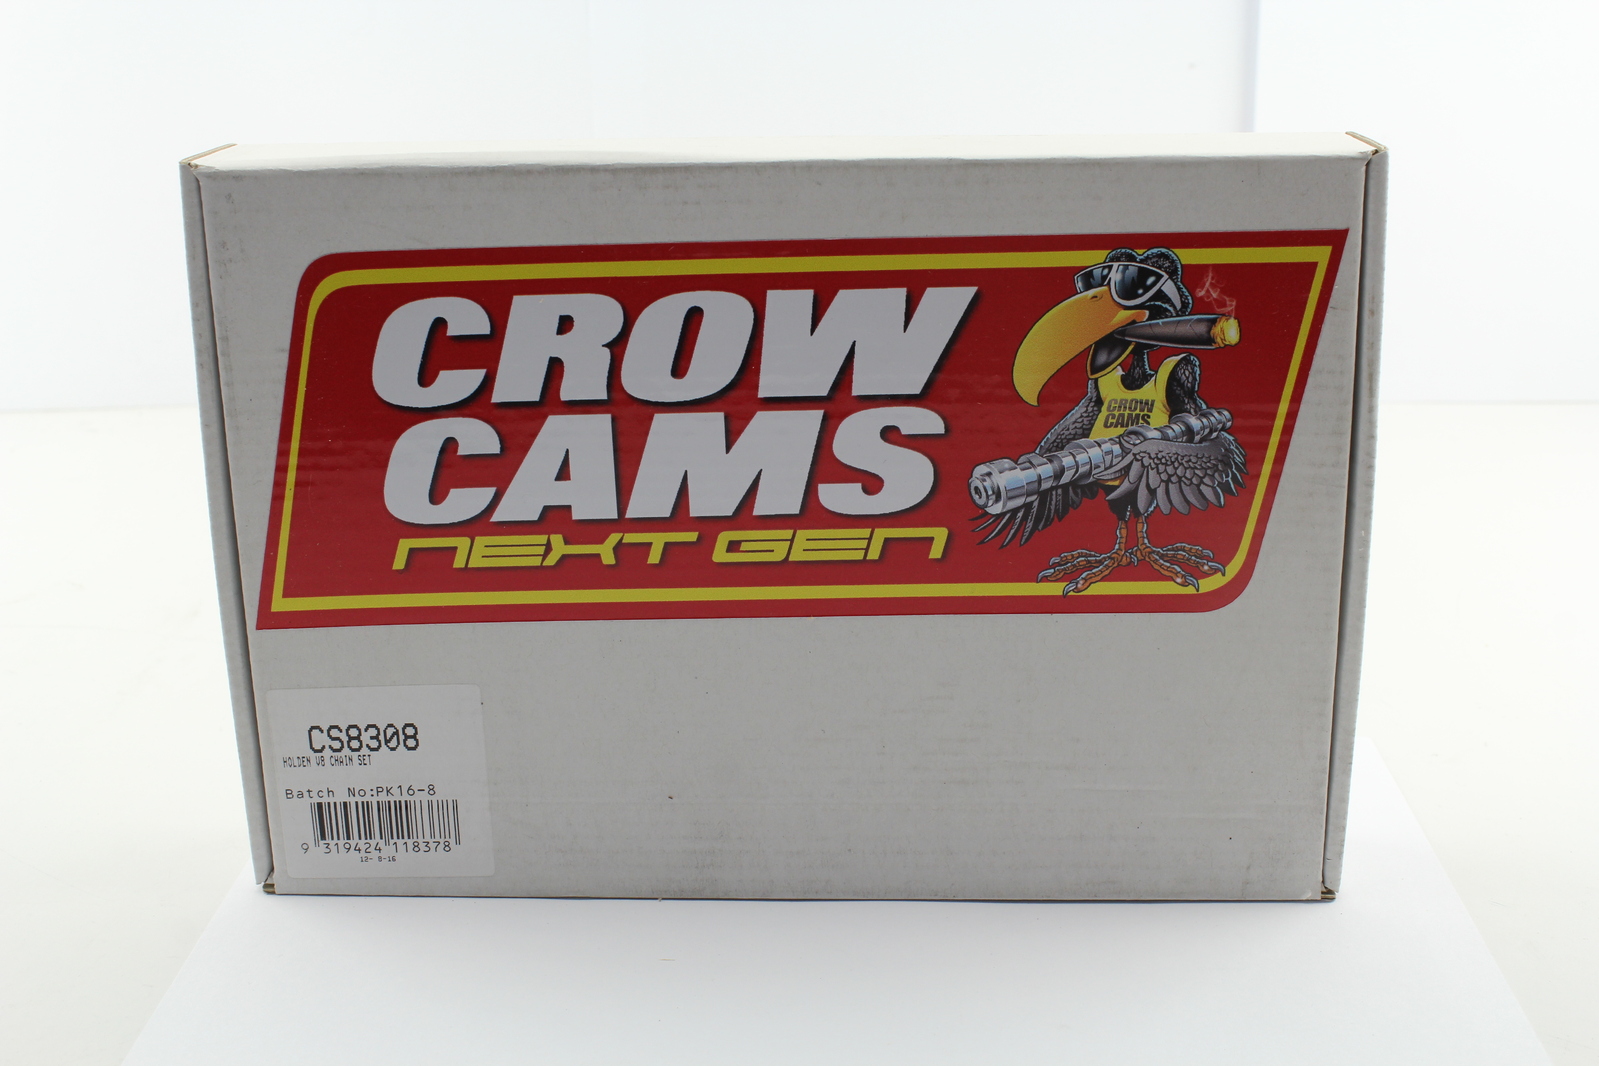 CROW
CAMS
NEXT GEN
CROW
CAMS
CS8308
HOLDEN V8 CHAIN SET
Batch No:PK16-8
9 319424 118378
12- 8-16